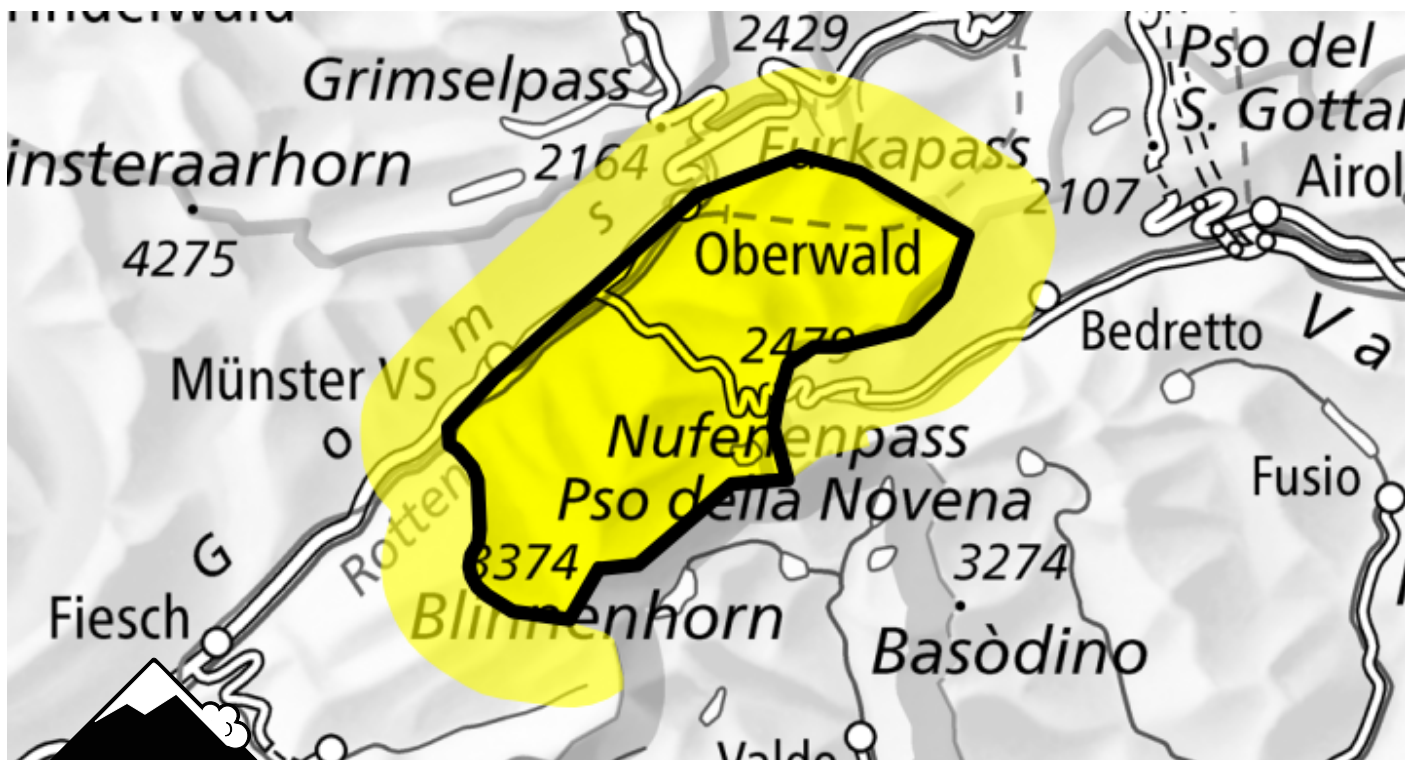 2429
Pso del
Grimselpass
S. Gottar
Furkapass
insteraarhorn
2164
2107
Airol
s
4275
Oberwald
m
2479
Bedretto
V a
Münster VS
o
Nufenenpass
Fusio
Pso della Novena
Rotten
G
3374
3274
Fiesch
Blinnenhorn
Basòdino